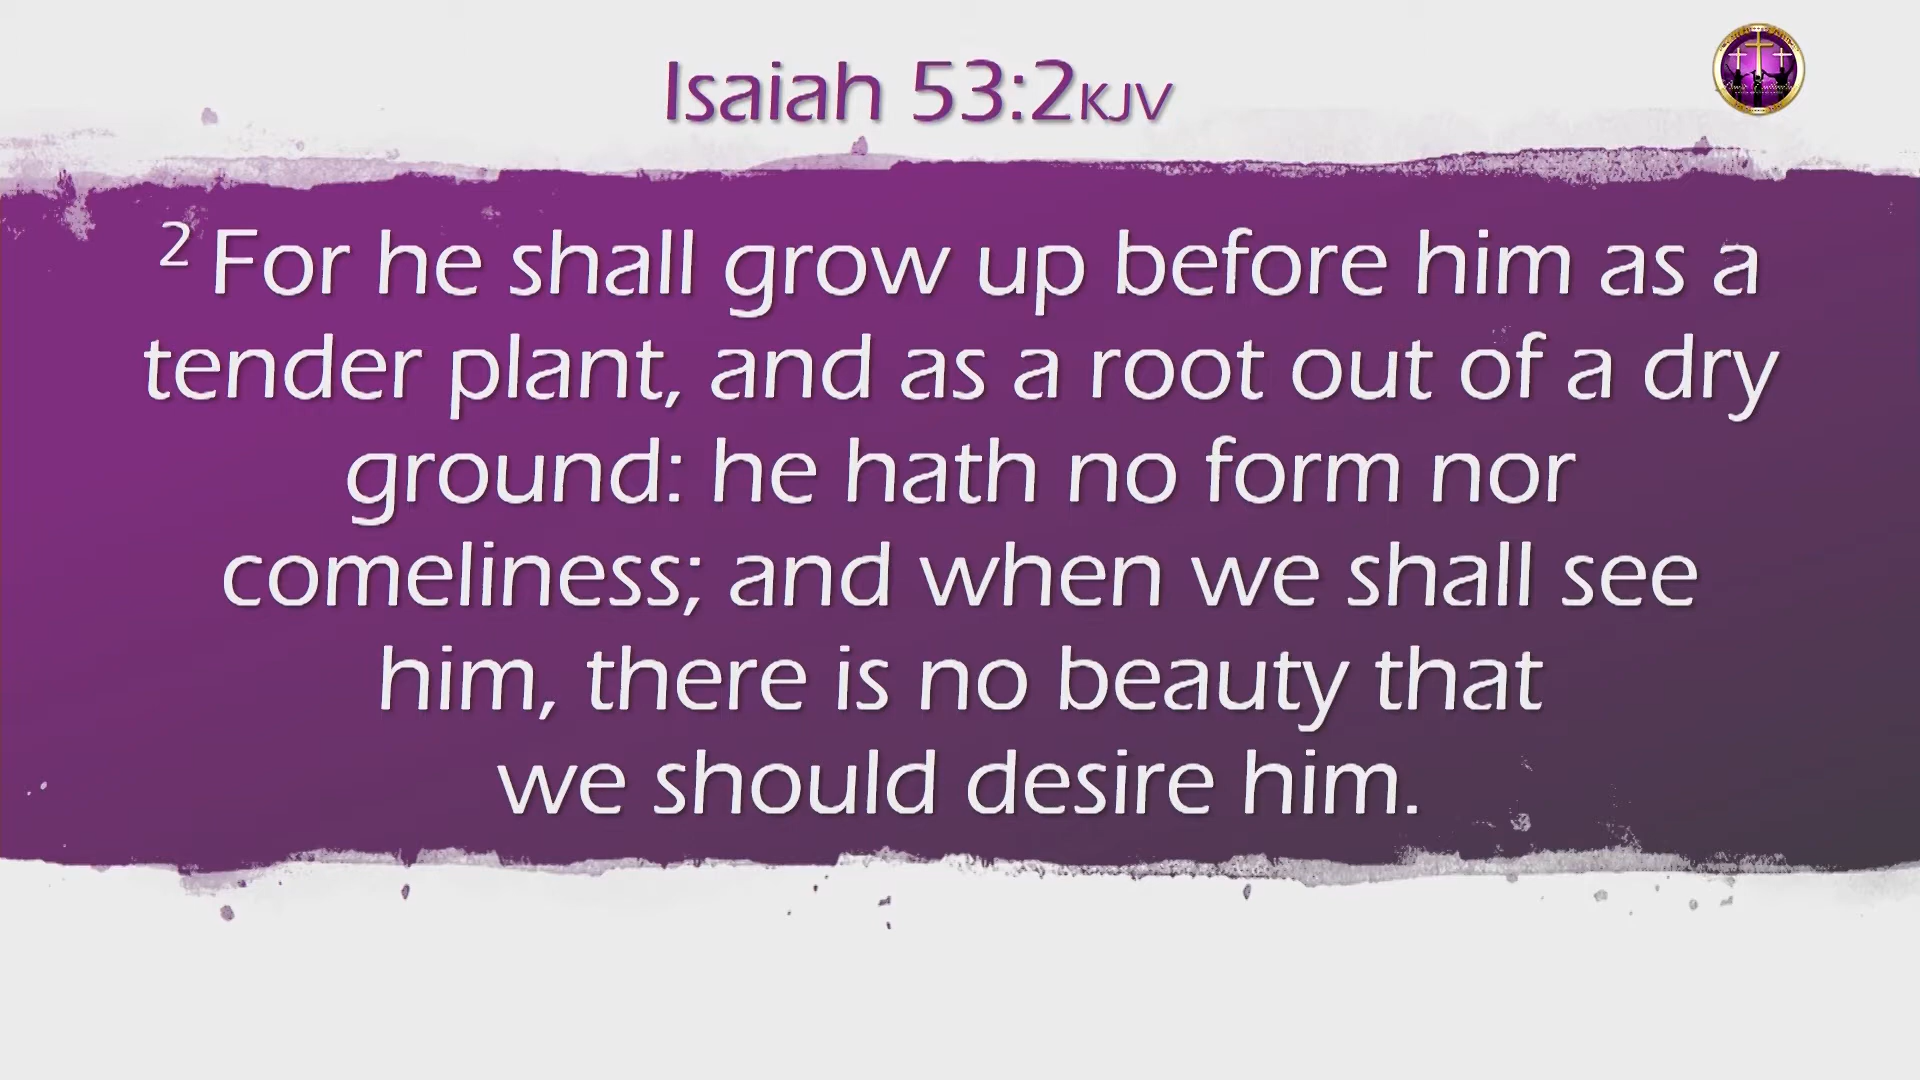 Isaiah 53:2KJV
2 For he shall grow up before him as a
tender plant, and as a root out of a dry
ground: he hath no form nor
comeliness; and when we shall see
him, there is no beauty that
we should desire him.